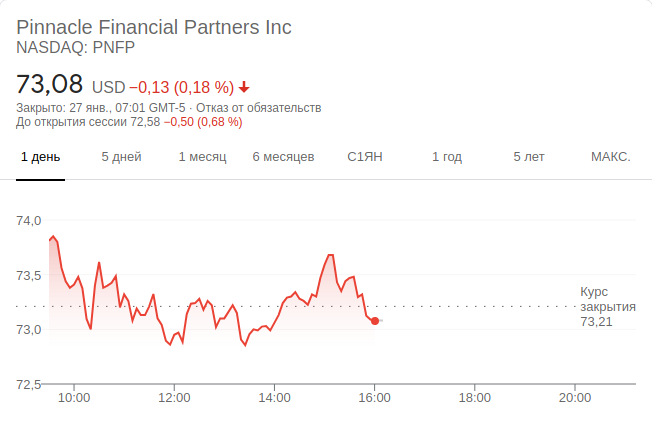 Pinnacle Financial Partners Inc
NASDAQ: PNFP
73,08 USD −0,13 (0,18 %)
Закрыто: 27 янв., 07:01 GMT-5 · Отказ от обязательств
До открытия сессии 72,58 −0,50 (0,68 %)
1 день 5 дней 1 месяц 6 месяцев С1ЯН 1 год 5 лет МАКС.
74,0
73,5
Курс
закрытия
73,21
73,0
72,5
10:00 12:00 14:00 16:00 18:00 20:00